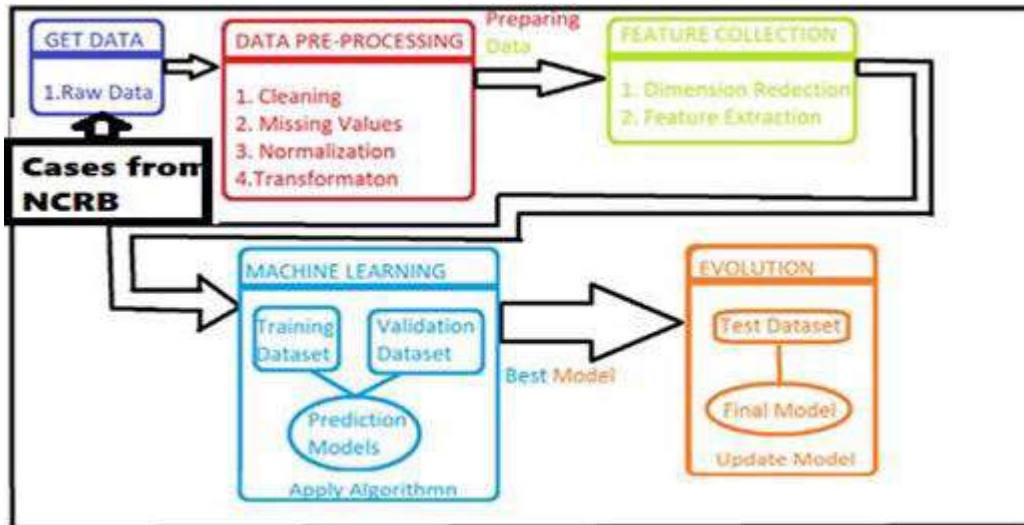 GET DATA
1.Raw Data
Cases from
NCRB
DATA PRE-PROCESSING
1. Cleaning
2. Missing Values
3. Normalization
4.Transformaton
Preparing
Data
FEATURE COLLECTION
1. Dimension Redection
2. Feature Extraction
MACHINE LEARNING
Training
Dataset
Validation
Dataset
Prediction
Models
Apply Algorithmn
Best Model
EVOLUTION
Test Dataset
Final Model
Update Model